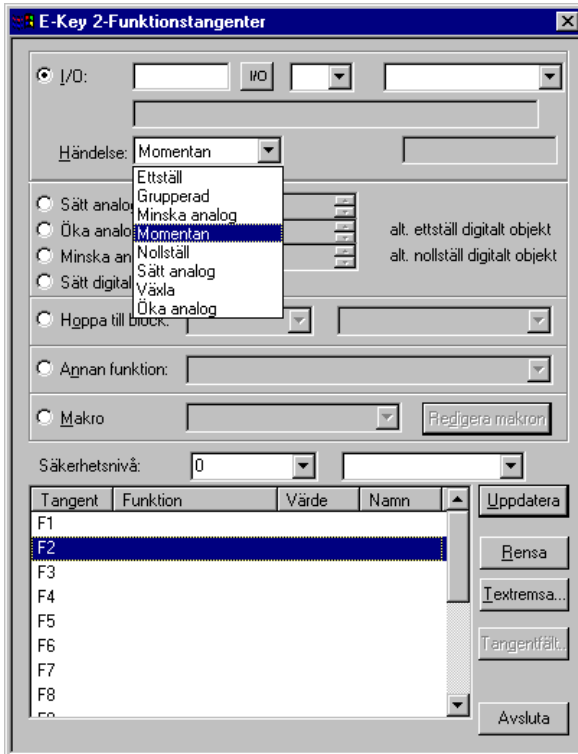 E-Key 2-Funktionstangenter
I/O: I/O
Händelse: Momentan
Ettställ
Grupperad
Minska analog
Momentan
Nollställ
Sätt analog
Växla
Öka analog
Sätt analog
Öka analo alt. ettställ digitalt objekt
Minska an alt. nollställ digitalt objekt
Sätt digital
Hoppa till block:
Annan funktion:
Makro Redigera makron
Säkerhetsnivå: 0
Tangent Funktion Värde Namn Uppdatera
F1
F2 Rensa
F3
F4 Textremsa...
F5
F6 Tangentfält..
F7
F8
Avsluta